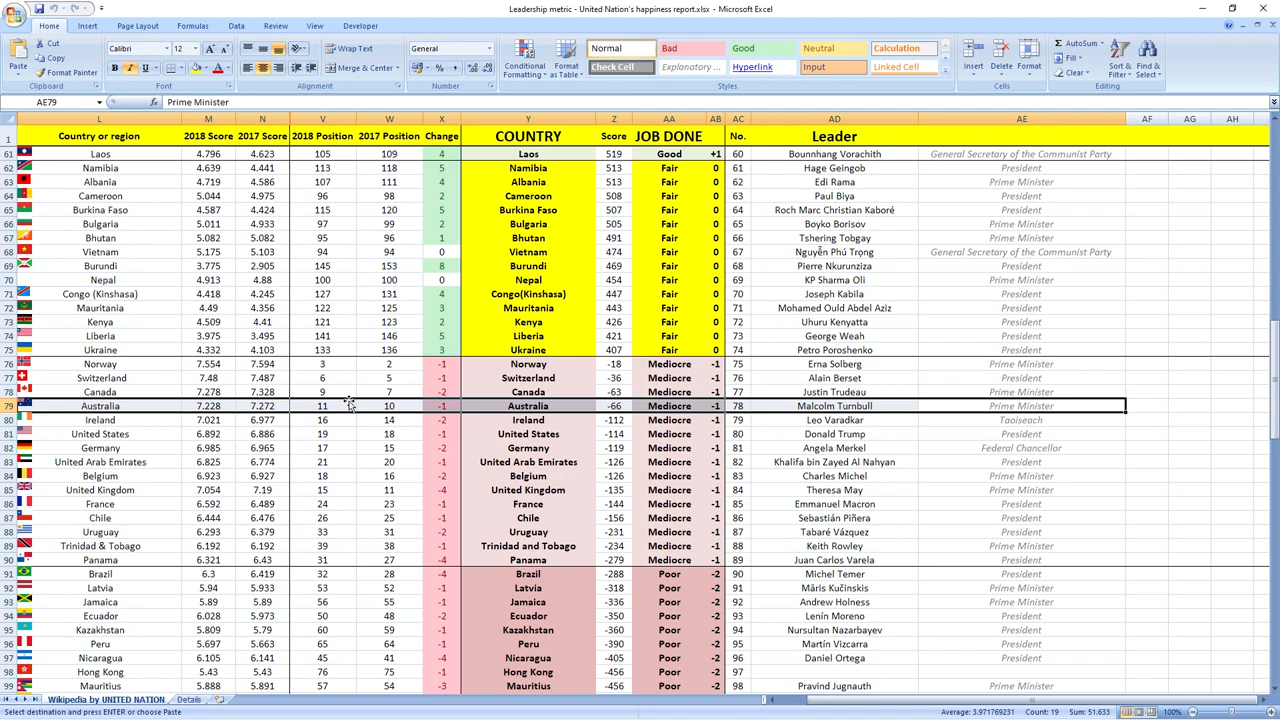 Leadership metric - United Nation's happiness report.xlsx - Microsoft Excel
Home Insert Page Layout Formulas Data Review View Developer
Paste Cut Copy Format Painter Clipboard
Calibri 12 B I U Font
Wrap Text Merge & Center Alignment
General % , Number
Conditional Formatting Format as Table
Normal Bad Good Neutral Calculation
Check Cell Explanatory ... Hyperlink Input Linked Cell
Styles
Insert Delete Format Cells
AutoSum Fill Clear Sort & Filter Find & Select Editing
AE79 Prime Minister
L M N V W X Y Z AA AB AC AD AE AF AG AH
1 Country or region 2018 Score 2017 Score 2018 Position 2017 Position Change COUNTRY Score JOB DONE No. Leader
61 Laos 4.796 4.623 105 109 4 Laos 519 Good +1 60 Bounnhang Vorachith General Secretary of the Communist Party
62 Namibia 4.639 4.441 113 118 5 Namibia 513 Fair 0 61 Hage Geingob President
63 Albania 4.719 4.586 107 111 4 Albania 513 Fair 0 62 Edi Rama Prime Minister
64 Cameroon 5.044 4.975 96 98 2 Cameroon 508 Fair 0 63 Paul Biya President
65 Burkina Faso 4.587 4.424 115 120 5 Burkina Faso 507 Fair 0 64 Roch Marc Christian Kaboré President
66 Bulgaria 5.011 4.933 97 99 2 Bulgaria 505 Fair 0 65 Boyko Borisov Prime Minister
67 Bhutan 5.082 4.982 95 96 1 Bhutan 491 Fair 0 66 Tshering Tobgay Prime Minister
68 Vietnam 5.175 5.103 94 94 0 Vietnam 474 Fair 0 67 Nguyễn Phú Trọng General Secretary of the Communist Party
69 Burundi 3.775 2.905 145 153 8 Burundi 469 Fair 0 68 Pierre Nkurunziza President
70 Nepal 4.913 4.88 100 100 0 Nepal 454 Fair 0 69 KP Sharma Oli Prime Minister
71 Congo(Kinshasa) 4.418 4.245 127 131 4 Congo(Kinshasa) 447 Fair 0 70 Joseph Kabila President
72 Mauritania 4.49 4.356 122 125 3 Mauritania 443 Fair 0 71 Mohamed Ould Abdel Aziz President
73 Kenya 4.509 4.41 121 123 2 Kenya 426 Fair 0 72 Uhuru Kenyatta President
74 Liberia 3.975 3.495 141 146 5 Liberia 421 Fair 0 73 George Weah President
75 Ukraine 4.332 4.103 133 136 3 Ukraine 407 Fair 0 74 Petro Poroshenko President
76 Norway 7.554 7.594 3 2 -1 Norway -18 Mediocre -1 75 Erna Solberg Prime Minister
77 Switzerland 7.48 7.487 6 5 -1 Switzerland -36 Mediocre -1 76 Alain Berset President
78 Canada 7.278 7.328 9 7 -2 Canada -63 Mediocre -1 77 Justin Trudeau Prime Minister
79 Australia 7.228 7.272 11 10 -1 Australia -66 Mediocre -1 78 Malcolm Turnbull Prime Minister
80 Ireland 7.021 6.977 16 14 -2 Ireland -112 Mediocre -1 79 Leo Varadkar Taoiseach
81 United States 6.892 6.886 19 18 -1 United States -114 Mediocre -1 80 Donald Trump President
82 Germany 6.985 6.965 17 15 -2 Germany -119 Mediocre -1 81 Angela Merkel Federal Chancellor
83 United Arab Emirates 6.825 6.774 21 20 -1 United Arab Emirates -126 Mediocre -1 82 Khalifa bin Zayed Al Nahyan President
84 Belgium 6.923 6.927 18 16 -2 Belgium -126 Mediocre -1 83 Charles Michel Prime Minister
85 United Kingdom 7.054 7.19 15 11 -4 United Kingdom -135 Mediocre -1 84 Theresa May Prime Minister
86 France 6.592 6.489 24 23 -1 France -144 Mediocre -1 85 Emmanuel Macron President
87 Chile 6.444 6.476 26 25 -1 Chile -156 Mediocre -1 86 Sebastián Piñera President
88 Uruguay 6.293 6.379 33 31 -2 Uruguay -231 Mediocre -1 87 Tabaré Vázquez President
89 Trinidad & Tobago 6.192 6.192 39 38 -1 Trinidad and Tobago -234 Mediocre -1 88 Keith Rowley Prime Minister
90 Panama 6.321 6.43 31 27 -4 Panama -279 Mediocre -1 89 Juan Carlos Varela President
91 Brazil 6.3 6.419 32 28 -4 Brazil -288 Poor -2 90 Michel Temer President
92 Latvia 5.94 5.933 53 52 -1 Latvia -318 Poor -2 91 Māris Kučinskis Prime Minister
93 Jamaica 5.89 5.89 56 55 -1 Jamaica -336 Poor -2 92 Andrew Holness Prime Minister
94 Ecuador 6.028 5.973 50 48 -2 Ecuador -350 Poor -2 93 Lenín Moreno President
95 Kazakhstan 5.809 5.79 60 59 -1 Kazakhstan -360 Poor -2 94 Nursultan Nazarbayev President
96 Peru 5.697 5.663 65 64 -1 Peru -390 Poor -2 95 Martín Vizcarra President
97 Nicaragua 6.105 6.141 45 41 -4 Nicaragua -405 Poor -2 96 Daniel Ortega President
98 Hong Kong 5.43 5.43 76 75 -1 Hong Kong -456 Poor -2 97
99 Mauritius 5.888 5.891 57 54 -3 Mauritius -456 Poor -2 98 Pravind Jugnauth Prime Minister
Wikipedia by UNITED NATION Details
Select destination and press ENTER or choose Paste Average: 3.971769231 Count: 19 Sum: 51.633 100%